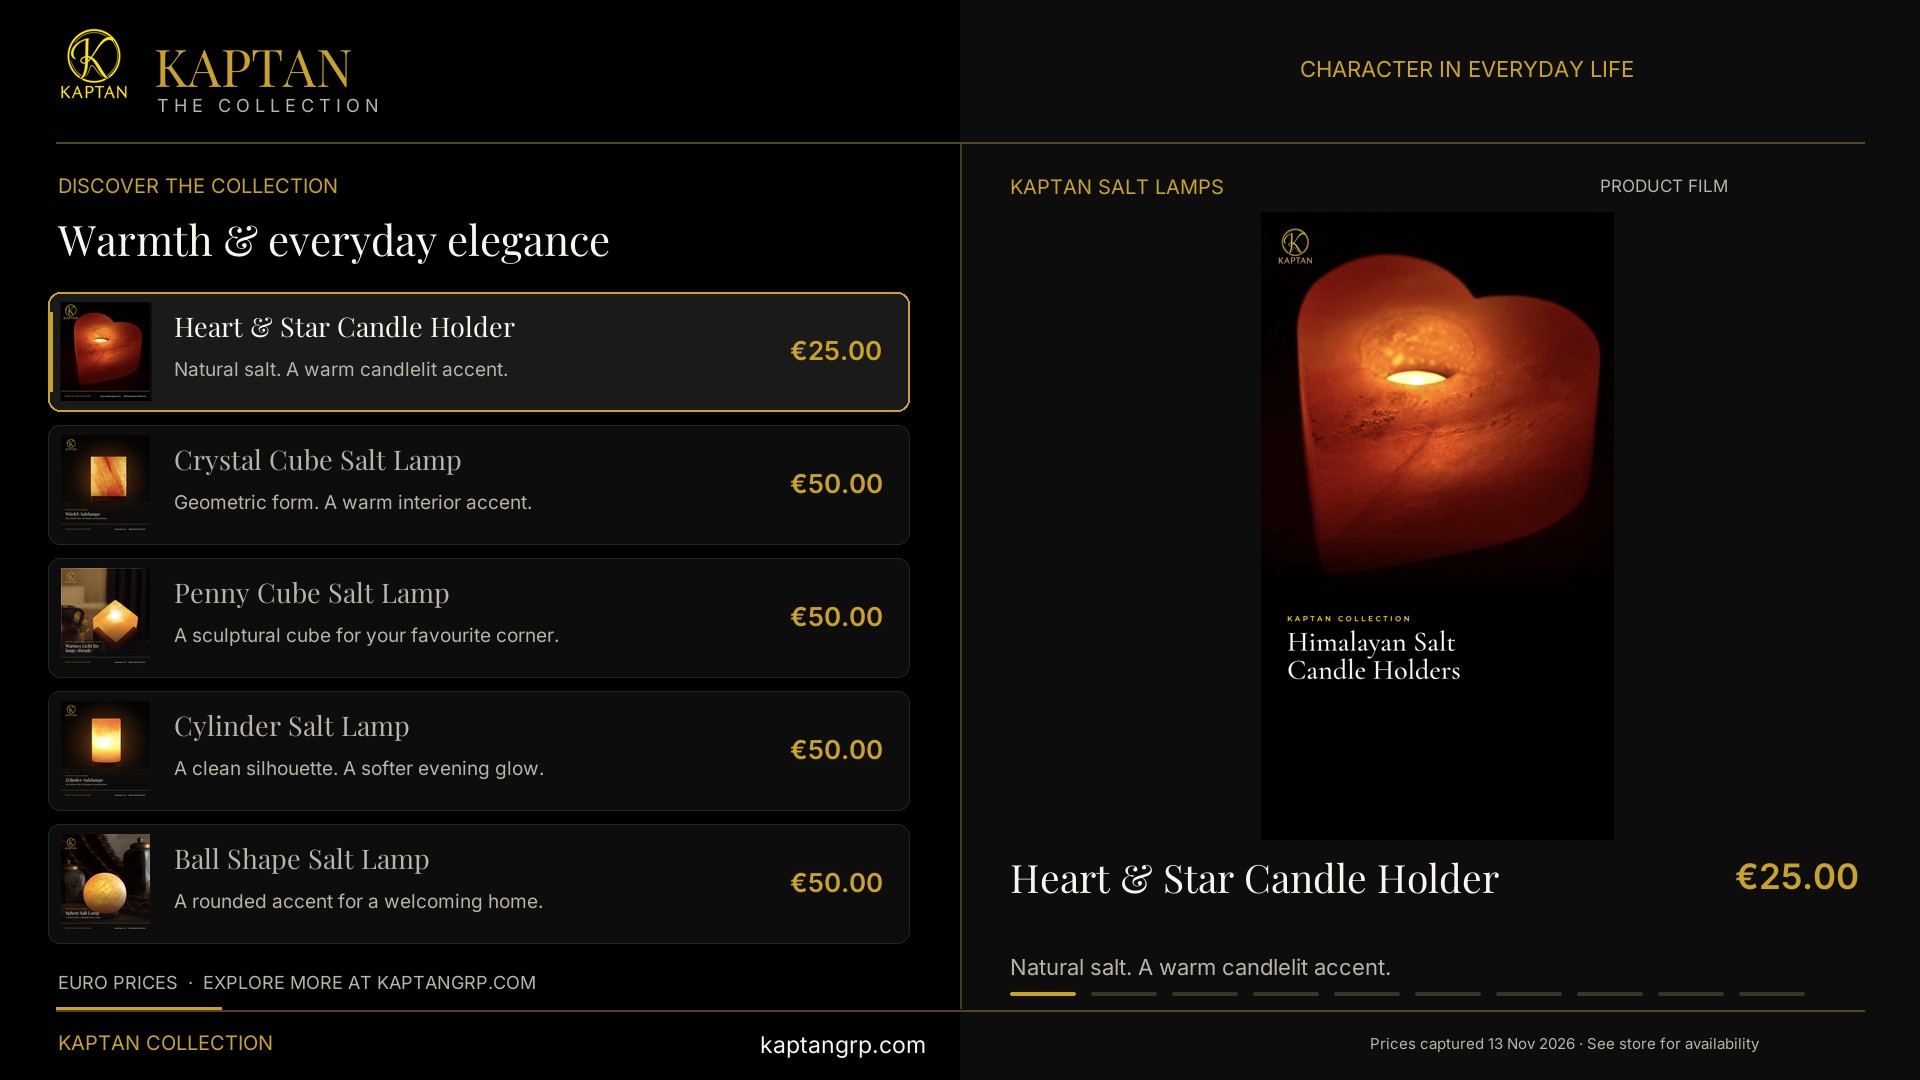 KAPTAN
KAPTAN
THE COLLECTION
CHARACTER IN EVERYDAY LIFE
DISCOVER THE COLLECTION
Warmth & everyday elegance
Heart & Star Candle Holder
Natural salt. A warm candlelit accent.
€25.00
Crystal Cube Salt Lamp
Geometric form. A warm interior accent.
€50.00
Penny Cube Salt Lamp
A sculptural cube for your favourite corner.
€50.00
Cylinder Salt Lamp
A clean silhouette. A softer evening glow.
€50.00
Ball Shape Salt Lamp
A rounded accent for a welcoming home.
€50.00
EURO PRICES · EXPLORE MORE AT KAPTANGRP.COM
KAPTAN SALT LAMPS
PRODUCT FILM
KAPTAN
KAPTAN COLLECTION
Himalayan Salt
Candle Holders
Heart & Star Candle Holder
€25.00
Natural salt. A warm candlelit accent.
KAPTAN COLLECTION
kaptangrp.com
Prices captured 13 Nov 2026 · See store for availability